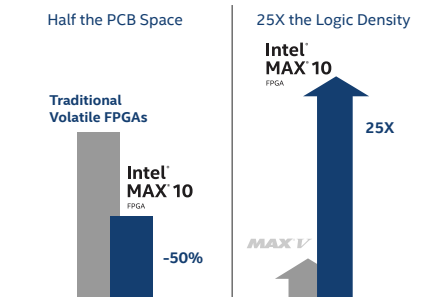 Half the PCB Space
Traditional
Volatile FPGAs
Intel®
MAX® 10
FPGA
-50%
25X the Logic Density
Intel®
MAX® 10
FPGA
25X
MAX V